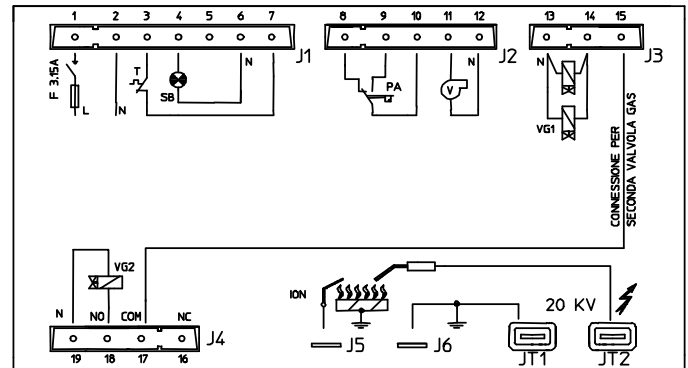 1 2 3 4 5 6 7
J1
8 9 10 11 12
J2
13 14 15
J3
F 3.15A
L
N
T
SB
N
PA
V
N
VG1
CONNESSIONE PER
SECONDA VALVOLA GAS
VG2
N NO COM NC
J4
19 18 17 16
ION
J5
J6
20 KV
JT1
JT2